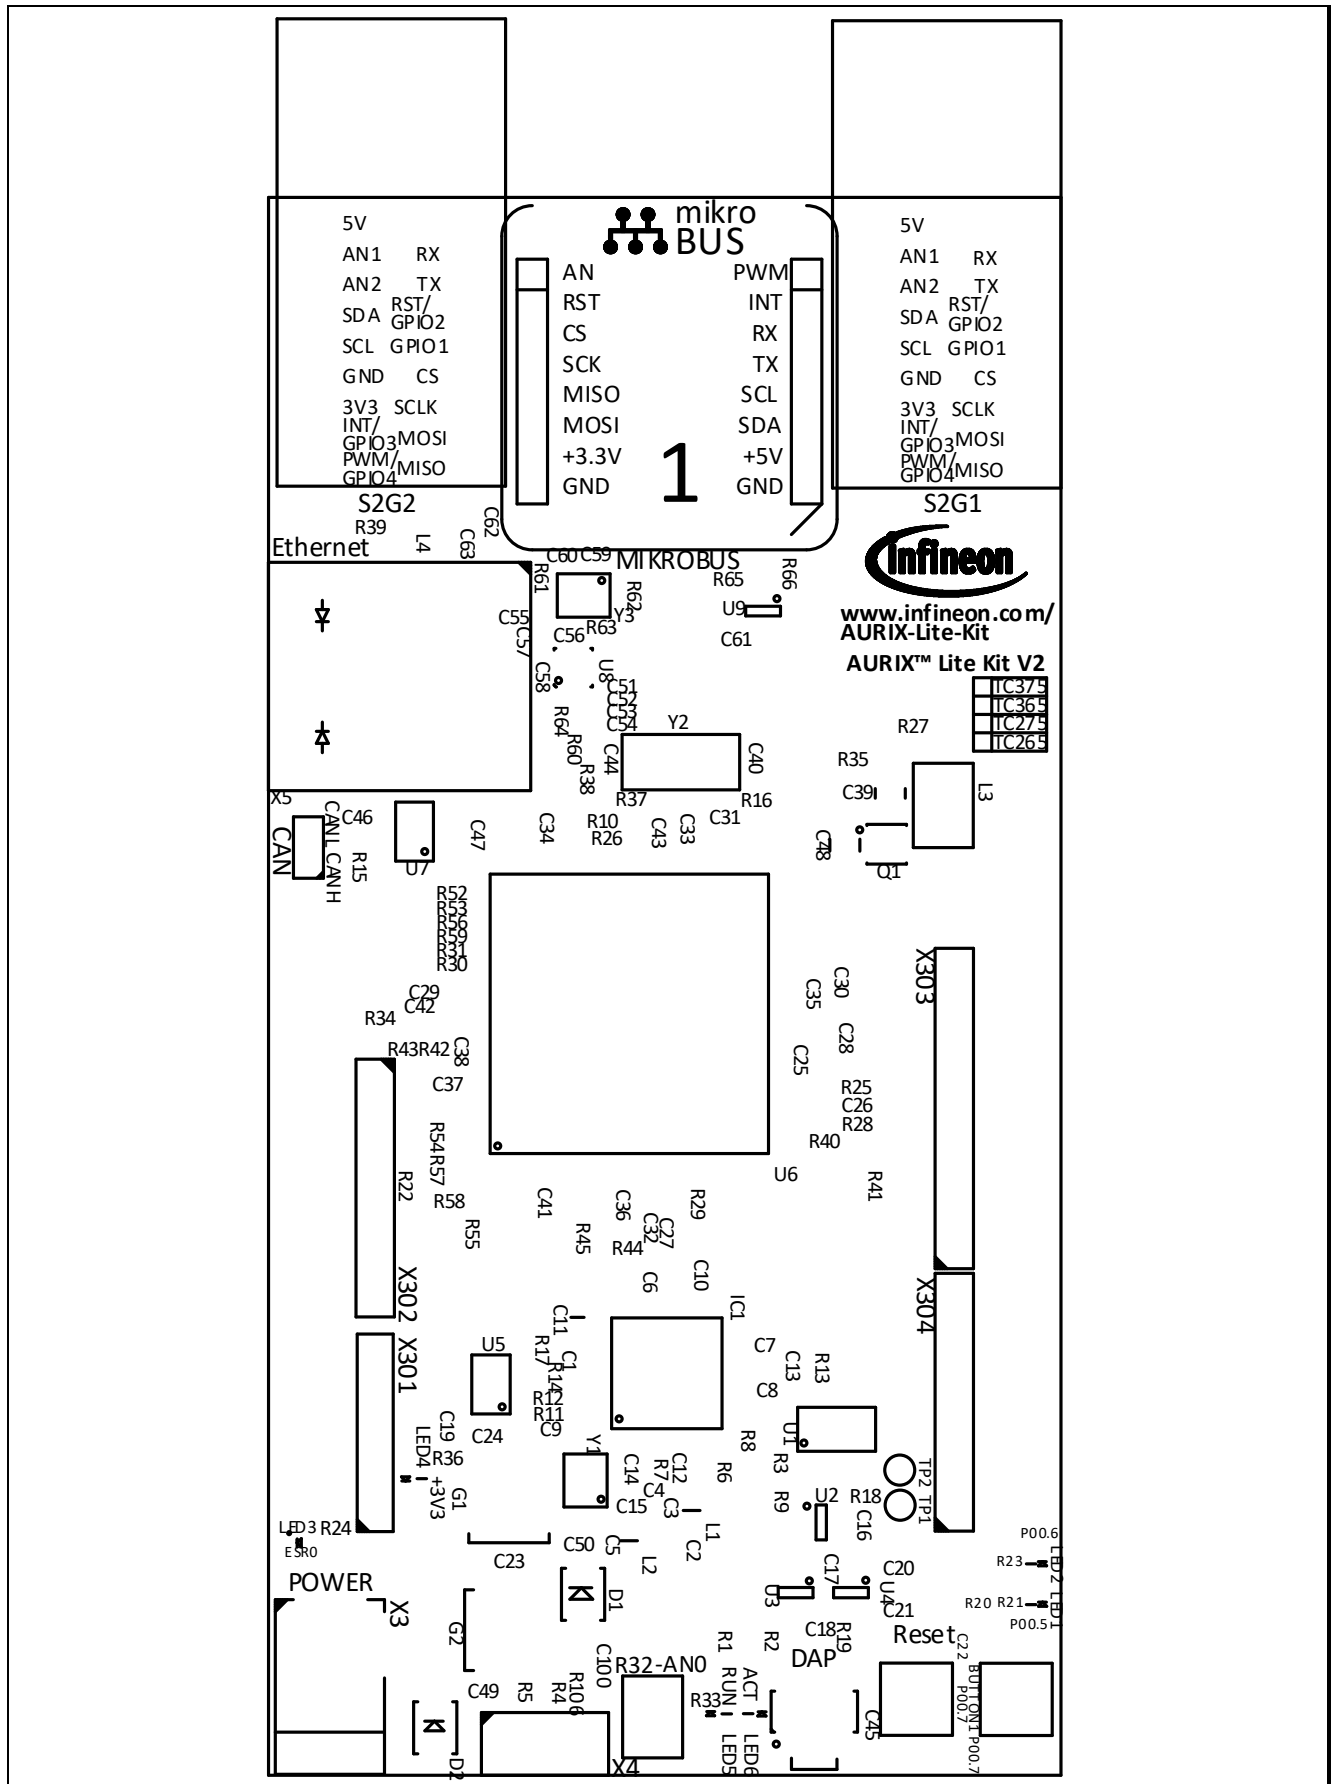 mikro
BUS
5V
AN1 RX
AN2 TX
SDA RST/
GPIO2
SCL GPIO1
GND CS
3V3 SCLK
INT/
GPIO3 MOSI
PWM/
GPIO4 MISO
S2G2
AN PWM
RST INT
CS RX
SCK TX
MISO SCL
MOSI SDA
+3.3V +5V
GND GND
1
MIKROBUS
5V
AN1 RX
AN2 TX
SDA RST/
GPIO2
SCL GPIO1
GND CS
3V3 SCLK
INT/
GPIO3 MOSI
PWM/
GPIO4 MISO
S2G1
R39
L4
C63
C62
Ethernet
C60 C59
R61
R62
Y3
R63
C55
C57
C56
C58
U8
R65
R66
U9
C61
infineon
www.infineon.com/
AURIX-Lite-Kit
AURIX™ Lite Kit V2
TC375
TC365
TC275
TC265
C51
C52
C53
C54
R64
R60
R38
C44
Y2
C40
R27
R35
C39
L3
X5
R37
R16
C46
CAN
CANL CANH
R15
U7
C47
C34
R10
R26
C43
C33
C31
C48
Q1
R52
R53
R56
R59
R31
R30
C29
C42
R34
R43 R42
C38
C37
X303
C30
C35
C28
C25
R25
C26
R28
R40
R54
R57
R22
R58
R55
U6
R41
C41
R45
C36
R44
C32
C27
R29
C6
C10
X302
X301
X304
IC1
C11
U5
R17
C1
R14
R12
R11
C9
C7
C13
R13
C8
C19
LED4
C24
R36
+3V3
G1
Y1
C14
R7
C12
C4
C15
C3
R6
R8
U1
R3
R9
U2
R18
C16
TP2
TP1
LED3 R24
ESR0
C23
C50
C5
L2
L1
C2
P00.6
R23
LED2
R20 R21
LED1
P00.5
C17
C20
U3
U4
C21
C18
R19
POWER
X3
G2
D1
R1
R2
DAP
Reset
C22
C100
R32-AN0
C49
R5
R4
R106
R33
RUN
ACT
LED5
LED6
C45
BUTTON1
P00.7
P00.7
D2
X4